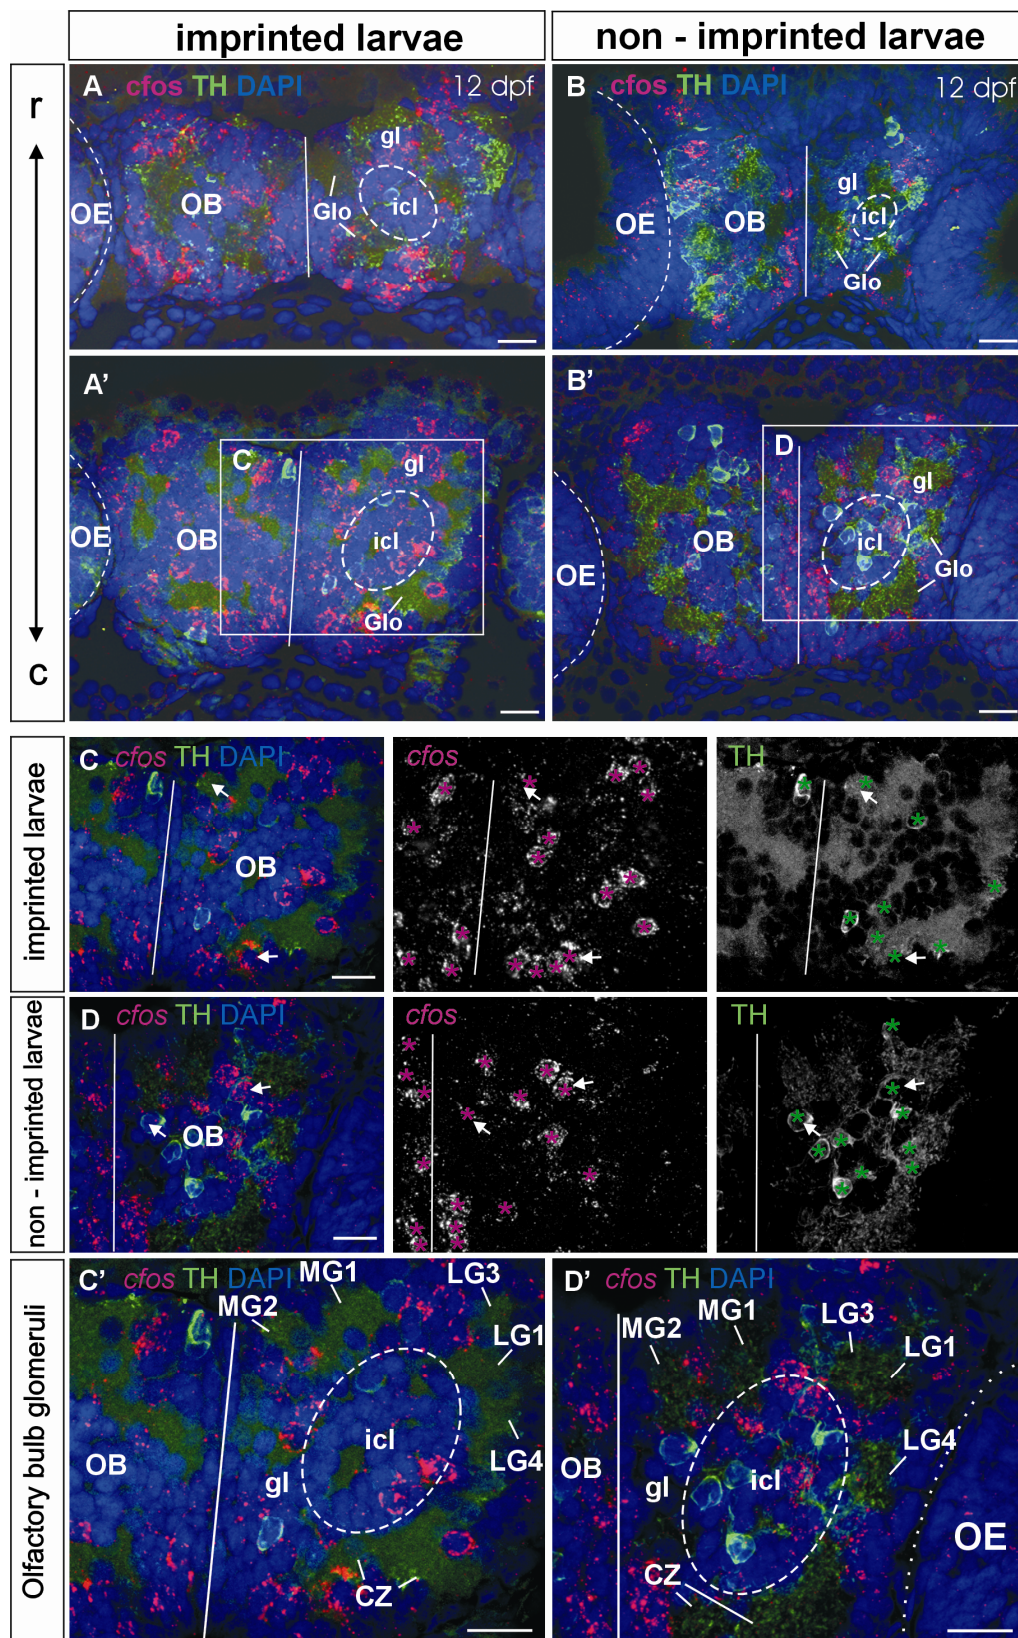 imprinted larvae
non - imprinted larvae
r
c
A cfos TH DAPI 12 dpf
gl
OB
OE
Glo
icl
B cfos TH DAPI 12 dpf
gl
OE
OB
icl
Glo
A'
C
gl
OE
OB
icl
Glo
B'
D
gl
OB
icl
OE
Glo
imprinted larvae
C cfos TH DAPI
OB
cfos
TH
non - imprinted larvae
D cfos TH DAPI
OB
cfos
TH
Olfactory bulb glomeruli
C' cfos TH DAPI
MG1
LG3
MG2
LG1
icl
LG4
OB
gl
CZ
D' cfos TH DAPI
MG2
MG1
LG3
LG1
LG4
OB
gl
icl
OE
CZ